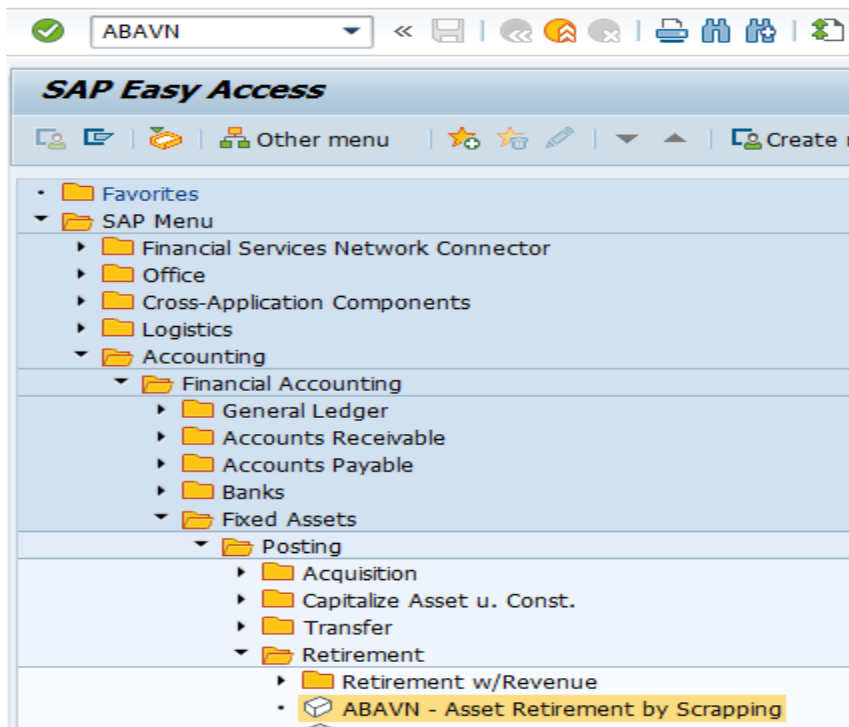 ABAVN
SAP Easy Access
Other menu
Create
Favorites
SAP Menu
Financial Services Network Connector
Office
Cross-Application Components
Logistics
Accounting
Financial Accounting
General Ledger
Accounts Receivable
Accounts Payable
Banks
Fixed Assets
Posting
Acquisition
Capitalize Asset u. Const.
Transfer
Retirement
Retirement w/Revenue
ABAVN - Asset Retirement by Scrapping